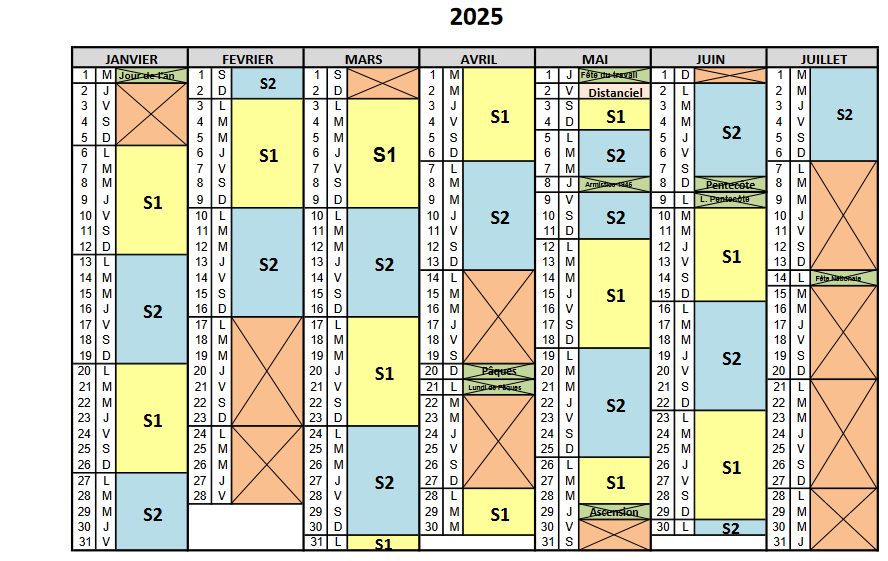 2025
JANVIER
1 M Jour de l'an
2 J
3 V
4 S
5 D
6 L
7 M
8 M
9 J S1
10 V
11 S
12 D
13 L
14 M
15 M
16 J S2
17 V
18 S
19 D
20 L
21 M
22 M
23 J S1
24 V
25 S
26 D
27 L
28 M
29 M S2
30 J
31 V
FEVRIER
1 S S2
2 D
3 L
4 M
5 M
6 J S1
7 V
8 S
9 D
10 L
11 M
12 M
13 J S2
14 V
15 S
16 D
17 L
18 M
19 M
20 J
21 V
22 S
23 D
24 L
25 M
26 M
27 J
28 V
MARS
1 S
2 D
3 L
4 M
5 M
6 J S1
7 V
8 S
9 D
10 L
11 M
12 M
13 J S2
14 V
15 S
16 D
17 L
18 M
19 M
20 J S1
21 V
22 S
23 D
24 L
25 M
26 M
27 J S2
28 V
29 S
30 D
31 L S1
AVRIL
1 M
2 M
3 J
4 V S1
5 S
6 D
7 L
8 M
9 M
10 J S2
11 V
12 S
13 D
14 L
15 M
16 M
17 J
18 V
19 S
20 D Pâques
21 L Lundi de Pâques
22 M
23 M
24 J
25 V
26 S
27 D
28 L
29 M S1
30 M
MAI
1 J Fête du travail
2 V Distanciel
3 S
4 D S1
5 L
6 M S2
7 M
8 J Armistice 1945
9 V
10 S S2
11 D
12 L
13 M
14 M
15 J S1
16 V
17 S
18 D
19 L
20 M
21 M
22 J S2
23 V
24 S
25 D
26 L
27 M S1
28 M
29 J Ascension
30 V
31 S
JUIN
1 D
2 L
3 M
4 M
5 J S2
6 V
7 S
8 D Pentecôte
9 L L. Pentecôte
10 M
11 M
12 J
13 V S1
14 S
15 D
16 L
17 M
18 M
19 J S2
20 V
21 S
22 D
23 L
24 M
25 M
26 J S1
27 V
28 S
29 D
30 L S2
JUILLET
1 M
2 M
3 J
4 V S2
5 S
6 D
7 L
8 M
9 M
10 J
11 V
12 S
13 D
14 L Fête Nationale
15 M
16 M
17 J
18 V
19 S
20 D
21 L
22 M
23 M
24 J
25 V
26 S
27 D
28 L
29 M
30 M
31 J